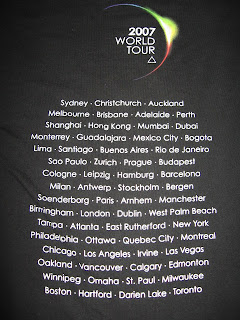 2007
WORLD
TOUR
Sydney · Christchurch · Auckland
Melbourne · Brisbane · Adelaide · Perth
Shanghai · Hong Kong · Mumbai · Dubai
Monterrey · Guadalajara · Mexico City · Bogota
Lima · Santiago · Buenos Aires · Rio de Janeiro
Sao Paulo · Zurich · Prague · Budapest
Cologne · Leipzig · Hamburg · Barcelona
Milan · Antwerp · Stockholm · Bergen
Soenderborg · Paris · Arnhem · Manchester
Birmingham · London · Dublin · West Palm Beach
Tampa · Atlanta · East Rutherford · New York
Philadelphia · Ottawa · Quebec City · Montreal
Chicago · Los Angeles · Irvine · Las Vegas
Oakland · Vancouver · Calgary · Edmonton
Winnipeg · Omaha · St. Paul · Milwaukee
Boston · Hartford · Darien Lake · Toronto